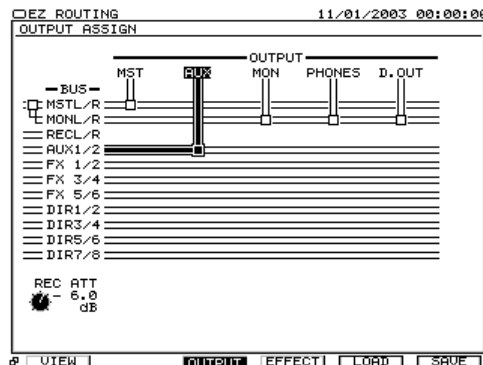 EZ ROUTING 11/01/2003 00:00:00
OUTPUT ASSIGN
OUTPUT
MST AUX MON PHONES D.OUT
BUS
MSTL/R
MONL/R
RECL/R
AUX1/2
FX 1/2
FX 3/4
FX 5/6
DIR1/2
DIR3/4
DIR5/6
DIR7/8
REC ATT
- 6.0
dB
VIEW OUTPUT EFFECT LOAD SAVE